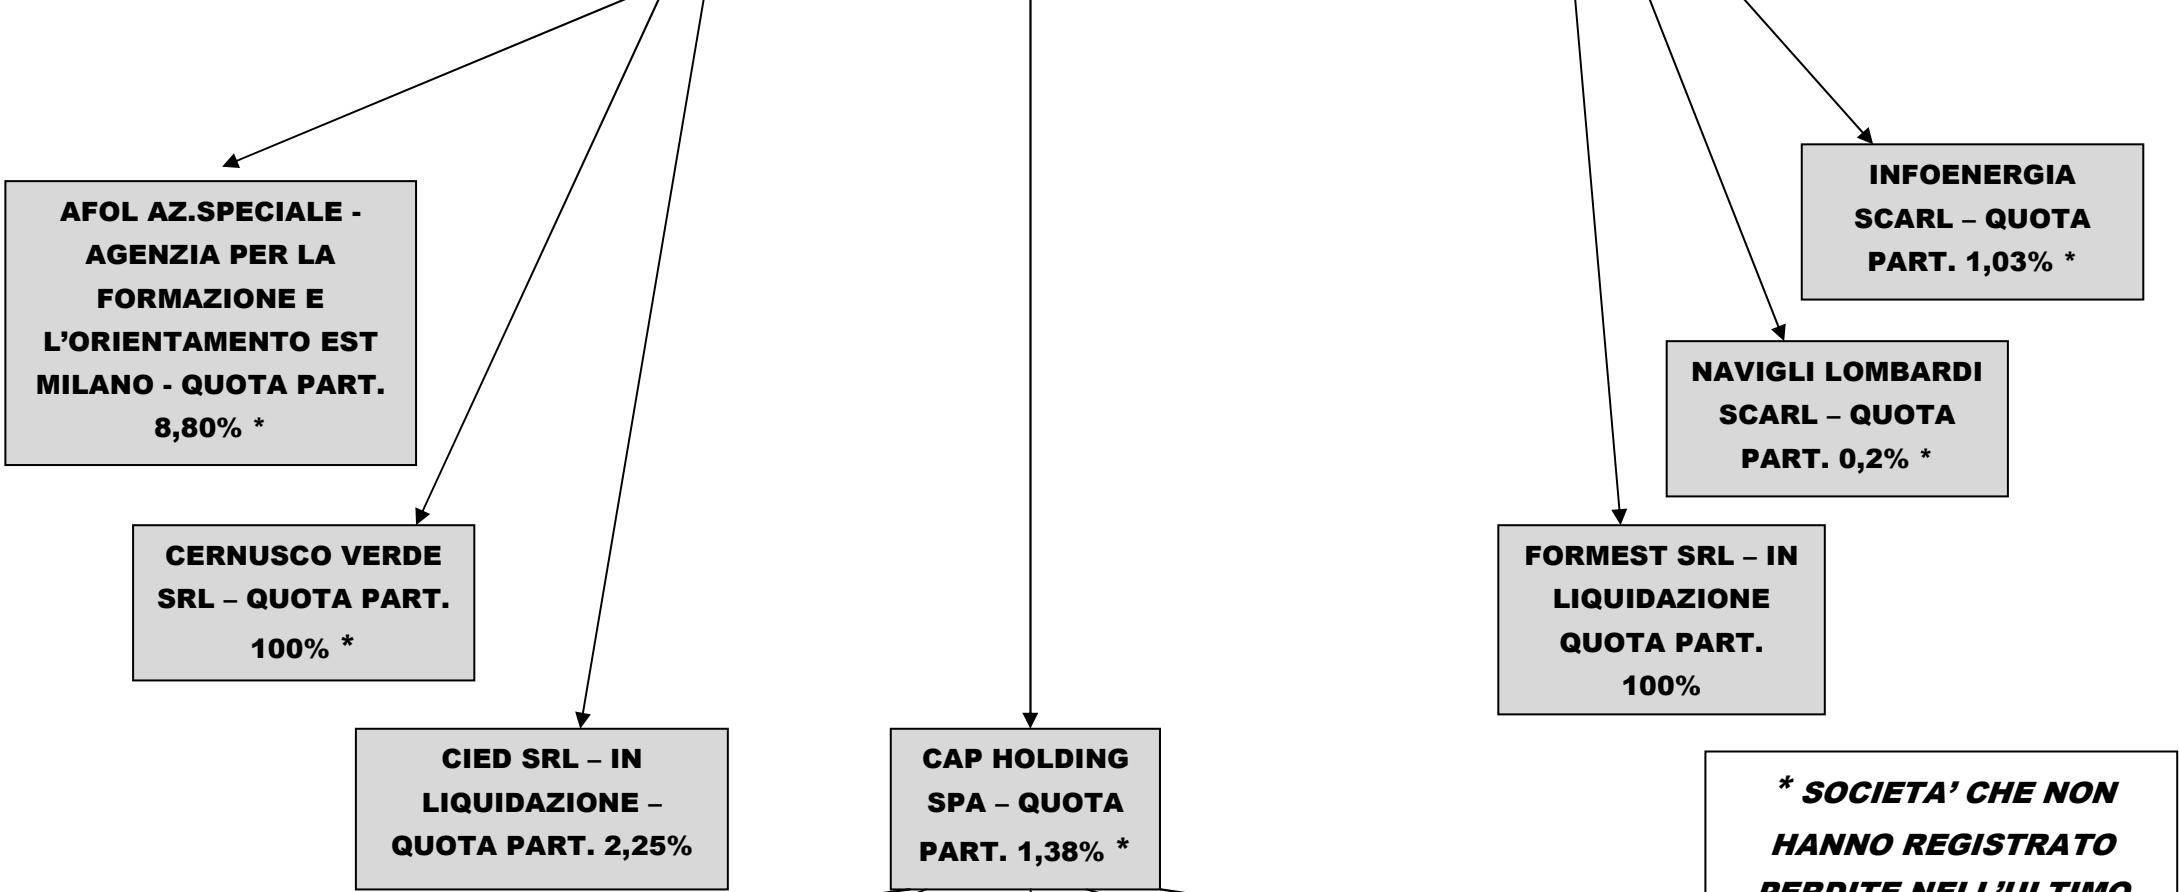 AFOL AZ.SPECIALE -
AGENZIA PER LA
FORMAZIONE E
L’ORIENTAMENTO EST
MILANO - QUOTA PART.
8,80% *
CERNUSCO VERDE
SRL – QUOTA PART.
100% *
CIED SRL – IN
LIQUIDAZIONE –
QUOTA PART. 2,25%
CAP HOLDING
SPA – QUOTA
PART. 1,38% *
INFOENERGIA
SCARL – QUOTA
PART. 1,03% *
NAVIGLI LOMBARDI
SCARL – QUOTA
PART. 0,2% *
FORMEST SRL – IN
LIQUIDAZIONE
QUOTA PART.
100%
* SOCIETA’ CHE NON
HANNO REGISTRATO
PERDITE NELL’ULTIMO